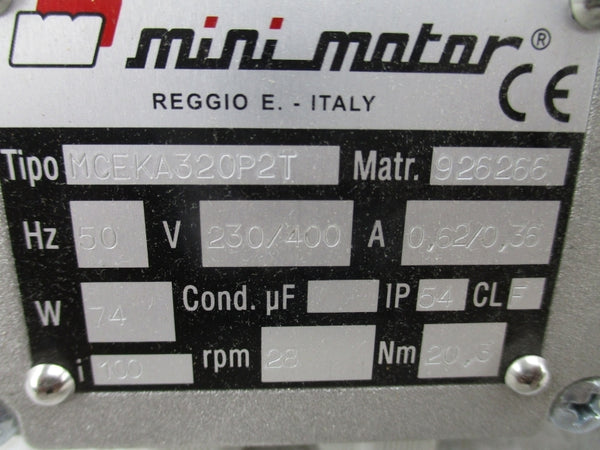 mini motor®
REGGIO E. - ITALY
CE
Tipo MCEKA320P2T Matr. 926266
Hz 50 V 230/400 A 0,62/0,36
W 74 Cond. µF IP 54 CL F
i 100 rpm 28 Nm 20,3